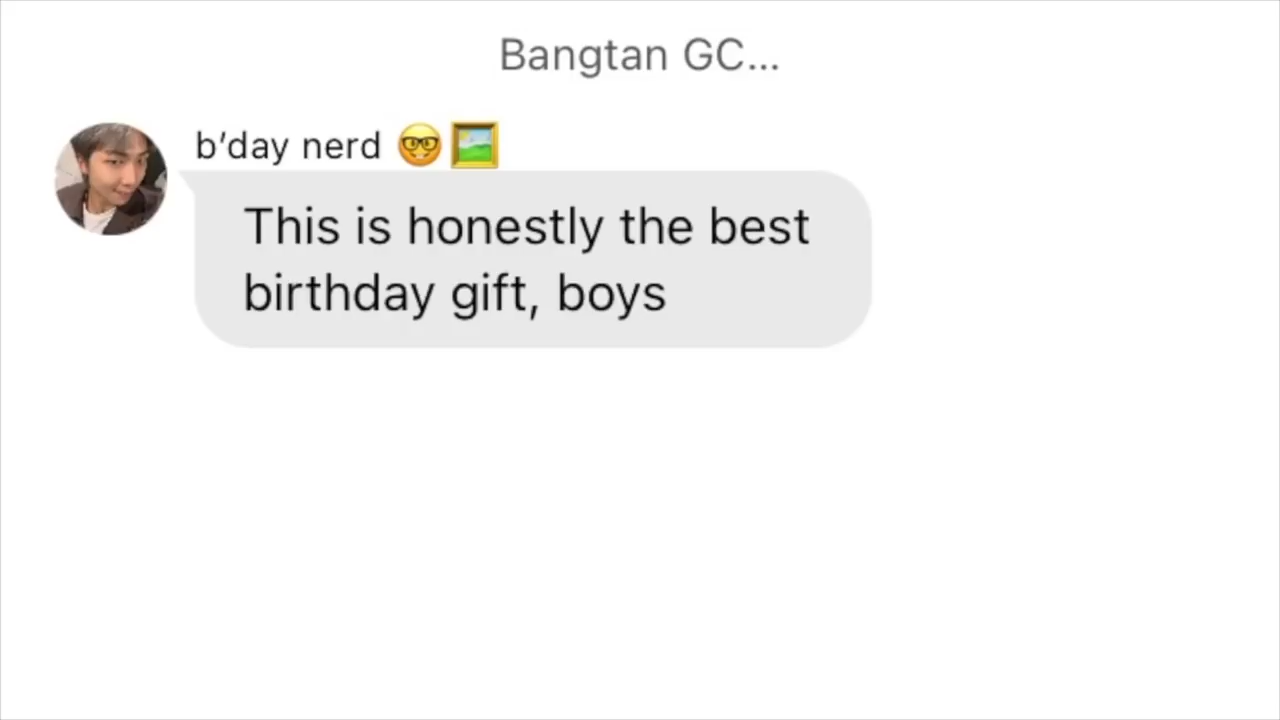 Bangtan GC...
b'day nerd 🤓🖼️
This is honestly the best
birthday gift, boys